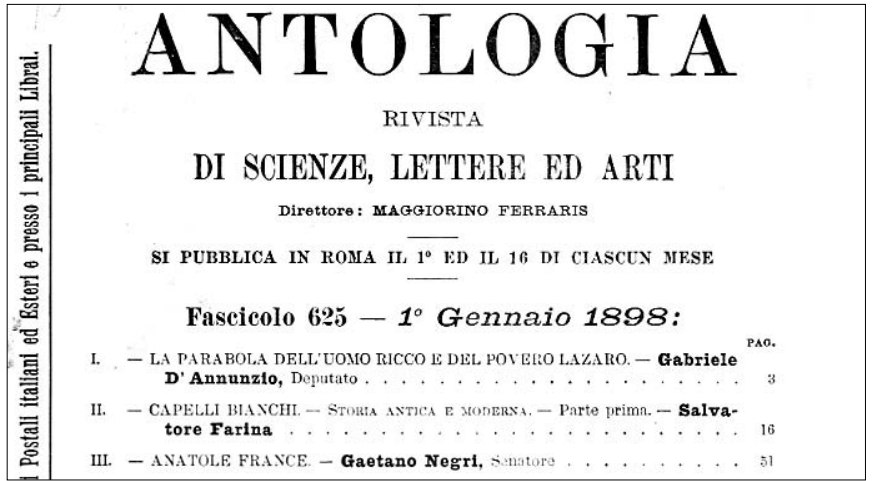 ANTOLOGIA
RIVISTA
DI SCIENZE, LETTERE ED ARTI
Direttore: MAGGIORINO FERRARIS
SI PUBBLICA IN ROMA IL 1º ED IL 16 DI CIASCUN MESE
Fascicolo 625 — 1º Gennaio 1898:
PAG.
I. — LA PARABOLA DELL'UOMO RICCO E DEL POVERO LAZARO. — Gabriele
D'Annunzio, Deputato . . . . . . . . . . . . . . . . . . . . . . 3
II. — CAPELLI BIANCHI. — STORIA ANTICA E MODERNA. — Parte prima. — Salva-
tore Farina . . . . . . . . . . . . . . . . . . . . . . . . . . 16
III. — ANATOLE FRANCE. — Gaetano Negri, Senatore . . . . . . . . . . 51
i Postali italiani ed Esteri e presso i principali Librai.